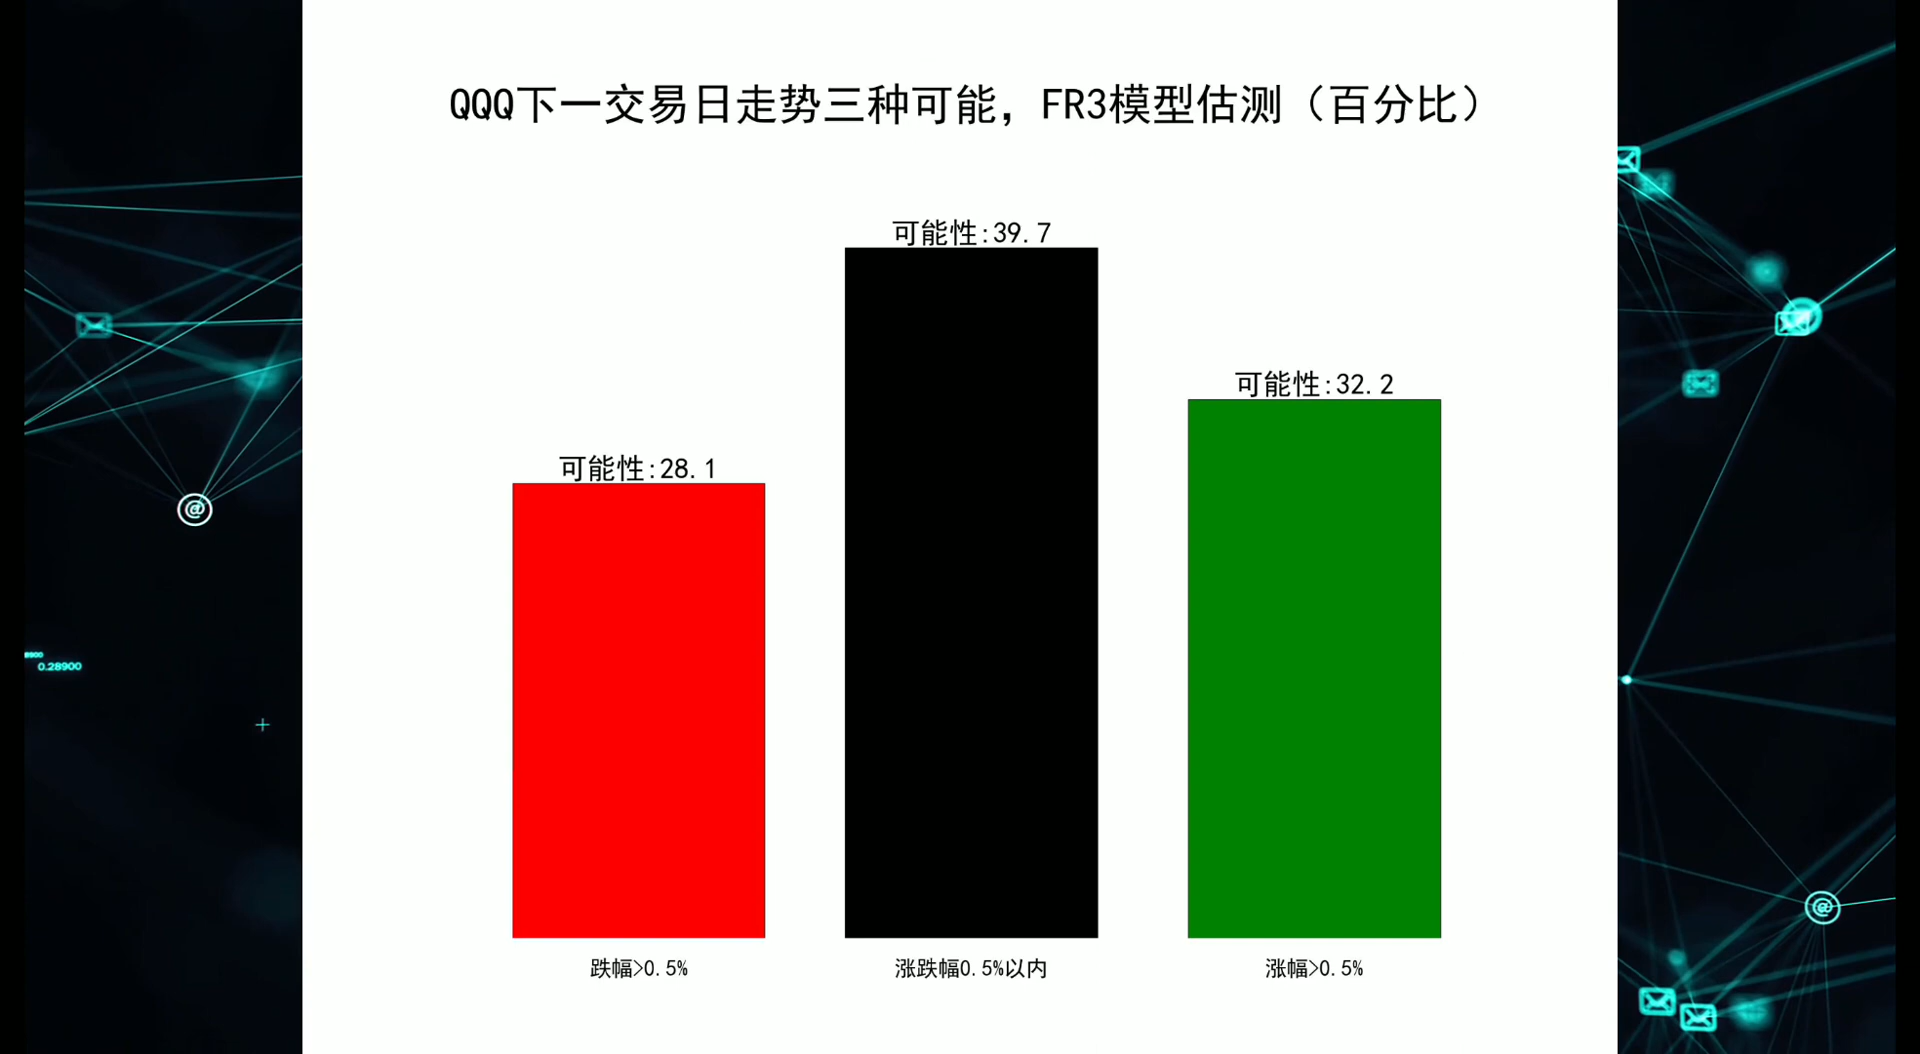 QQQ下一交易日走势三种可能，FR3模型估测（百分比）
可能性:39.7
可能性:32.2
可能性:28.1
跌幅>0.5%
涨跌幅0.5%以内
涨幅>0.5%
0.28900